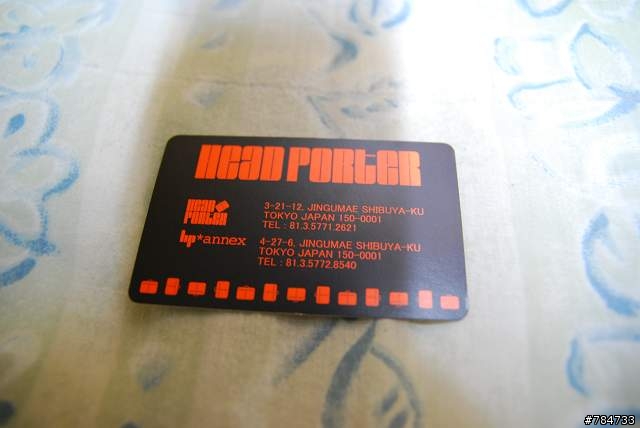 HEAD PORTER
HEAD PORTER
3-21-12, JINGUMAE SHIBUYA-KU
TOKYO JAPAN 150-0001
TEL : 81.3.5771.2621
hp*annex
4-27-6, JINGUMAE SHIBUYA-KU
TOKYO JAPAN 150-0001
TEL : 81.3.5772.8540
#784733